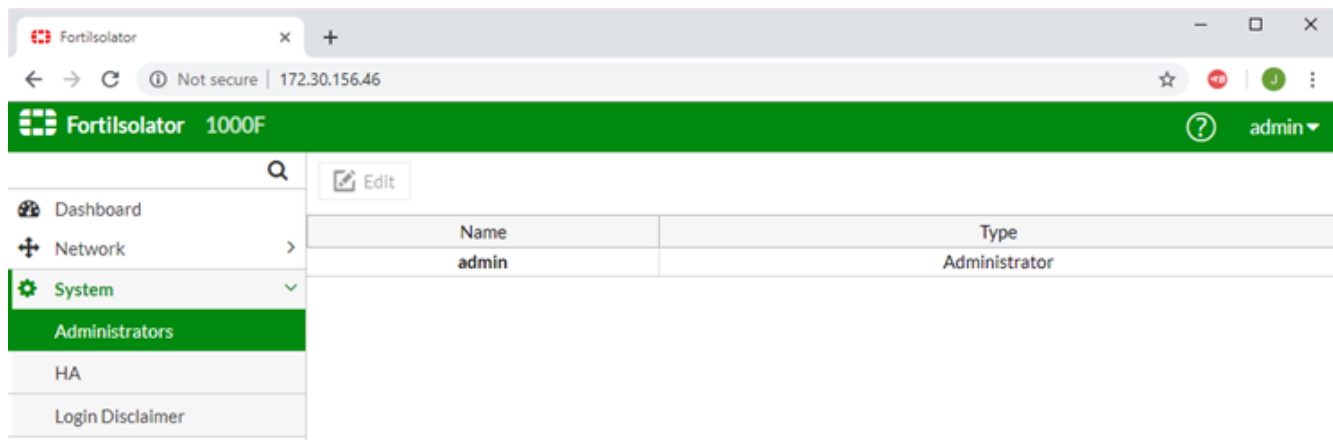 FortiIsolator
Not secure | 172.30.156.46
J
FortiIsolator 1000F
admin
Edit
Dashboard
Network
System
Administrators
HA
Login Disclaimer
Name Type
admin Administrator